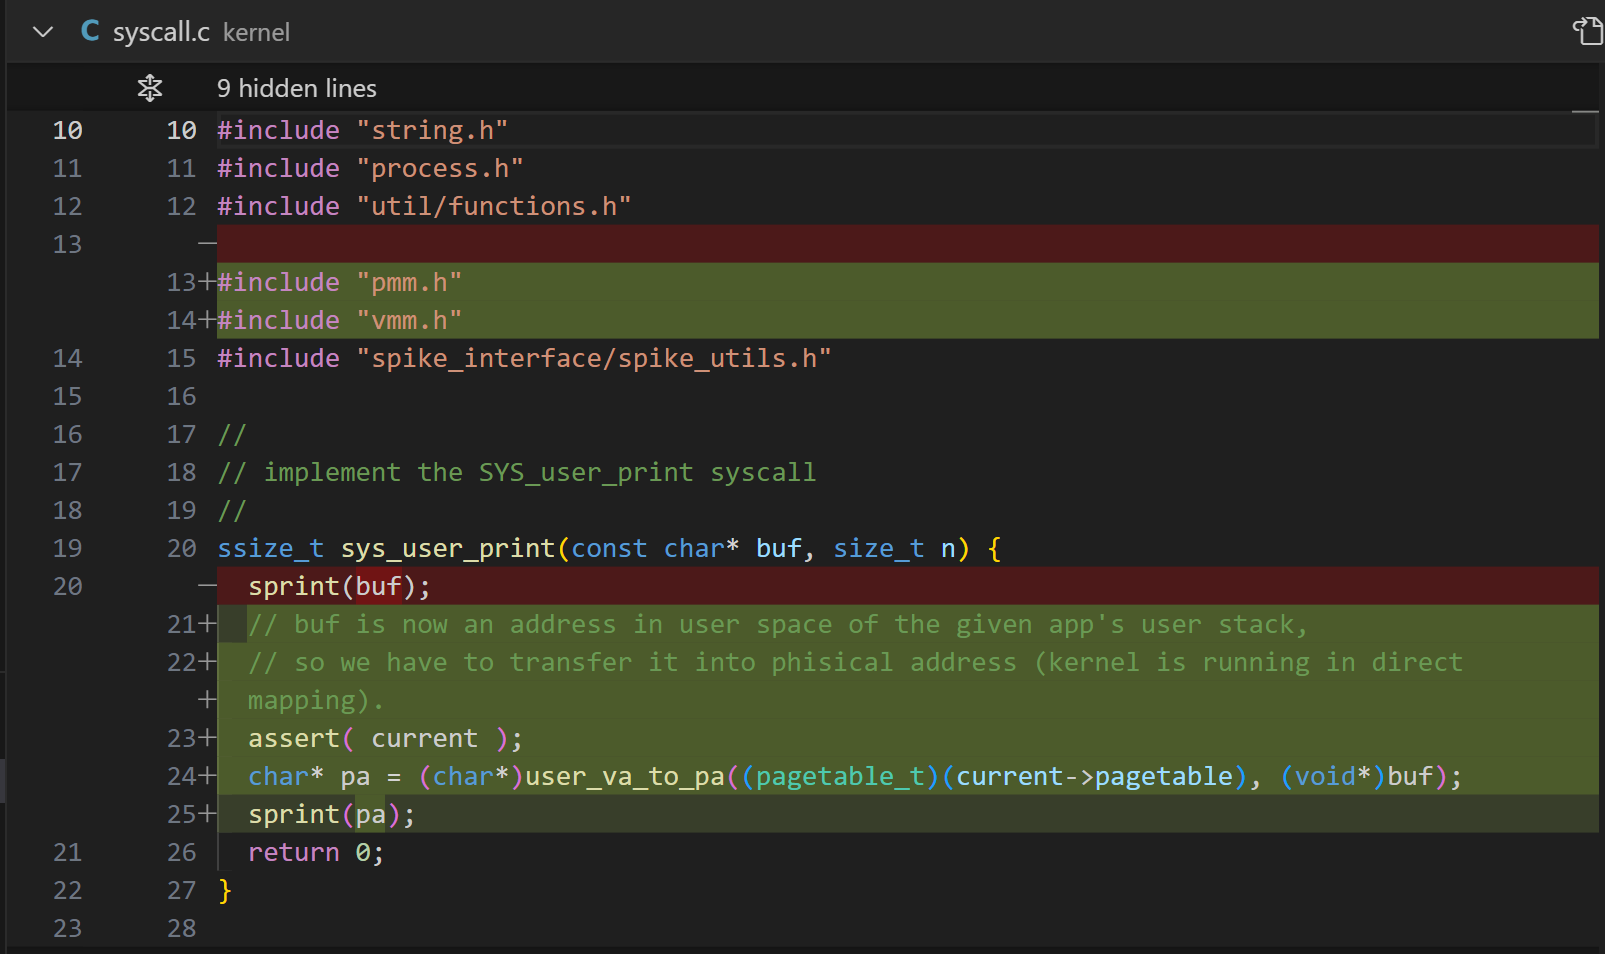 syscall.c kernel
9 hidden lines
10 10 #include "string.h"
11 11 #include "process.h"
12 12 #include "util/functions.h"
13 —
13+ #include "pmm.h"
14+ #include "vmm.h"
14 15 #include "spike_interface/spike_utils.h"
15 16
16 17 //
17 18 // implement the SYS_user_print syscall
18 19 //
19 20 ssize_t sys_user_print(const char* buf, size_t n) {
20 — sprint(buf);
21+ // buf is now an address in user space of the given app's user stack,
22+ // so we have to transfer it into phisical address (kernel is running in direct
+ mapping).
23+ assert( current );
24+ char* pa = (char*)user_va_to_pa((pagetable_t)(current->pagetable), (void*)buf);
25+ sprint(pa);
21 26 return 0;
22 27 }
23 28